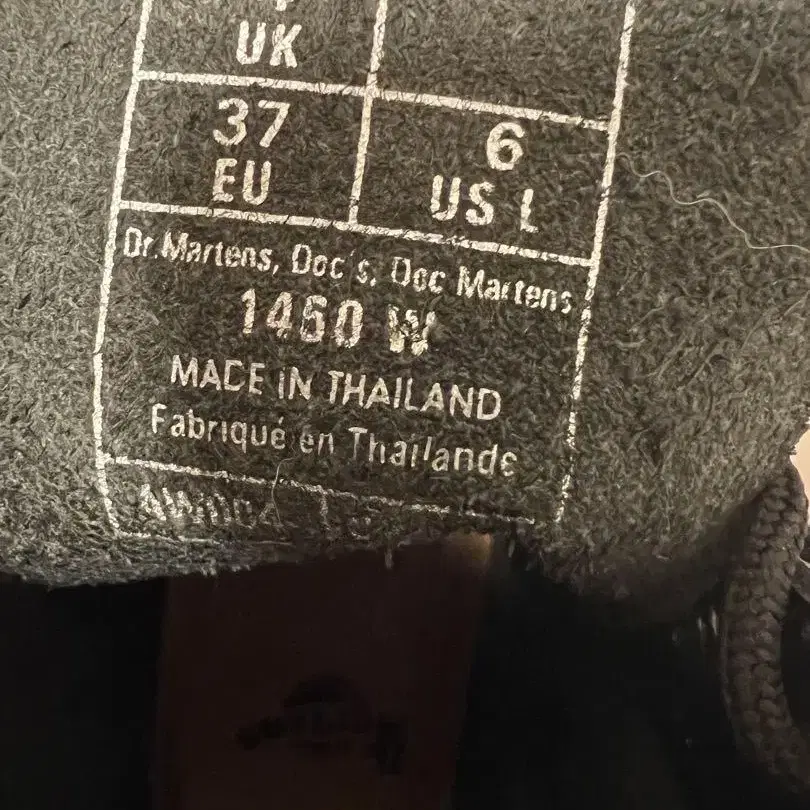 UK
37
EU
6
US L
Dr.Martens, Doc's, Doc Martens
1460 W
MADE IN THAILAND
Fabriqué en Thaïlande